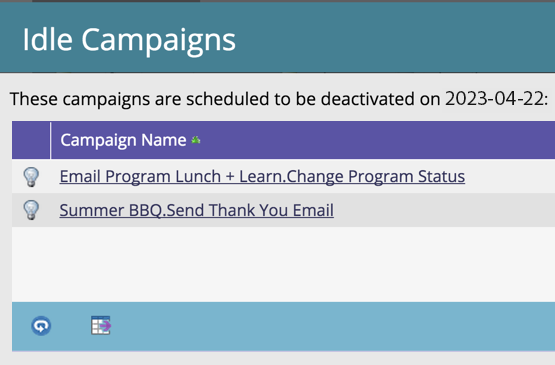 Idle Campaigns
These campaigns are scheduled to be deactivated on 2023-04-22:
Campaign Name
Email Program Lunch + Learn.Change Program Status
Summer BBQ.Send Thank You Email